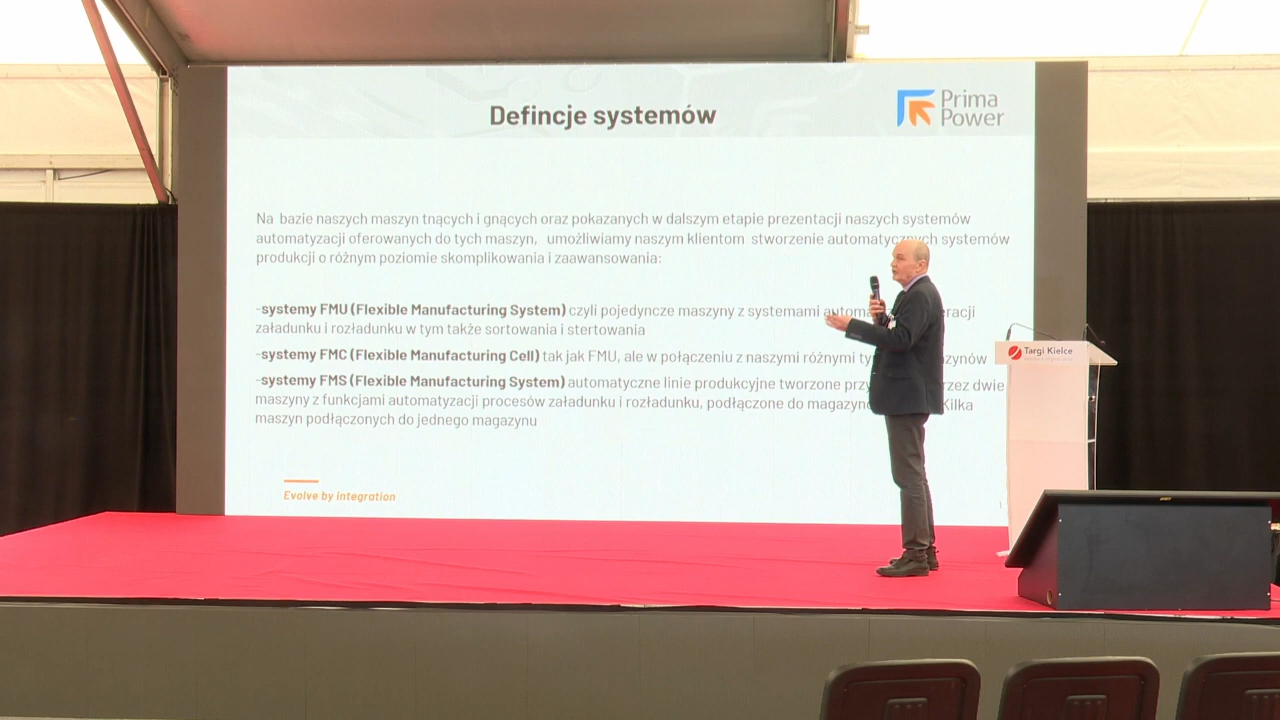 Defincje systemów
Prima
Power
Na bazie naszych maszyn tnących i gnących oraz pokazanych w dalszym etapie prezentacji naszych systemów
automatyzacji oferowanych do tych maszyn, umożliwiamy naszym klientom stworzenie automatycznych systemów
produkcji o różnym poziomie skomplikowania i zaawansowania:
-systemy FMU (Flexible Manufacturing System) czyli pojedyncze maszyny z systemami
załadunku i rozładunku w tym także sortowania i stertowania
-systemy FMC (Flexible Manufacturing Cell) tak jak FMU, ale w połączeniu z naszymi różnymi
-systemy FMS (Flexible Manufacturing System) automatyczne linie produkcyjne tworzone dwie
maszyny z funkcjami automatyzacji procesów załadunku i rozładunku, podłączone do Kilka
maszyn podłączonych do jednego magazynu
Evolve by integration
Targi Kielce